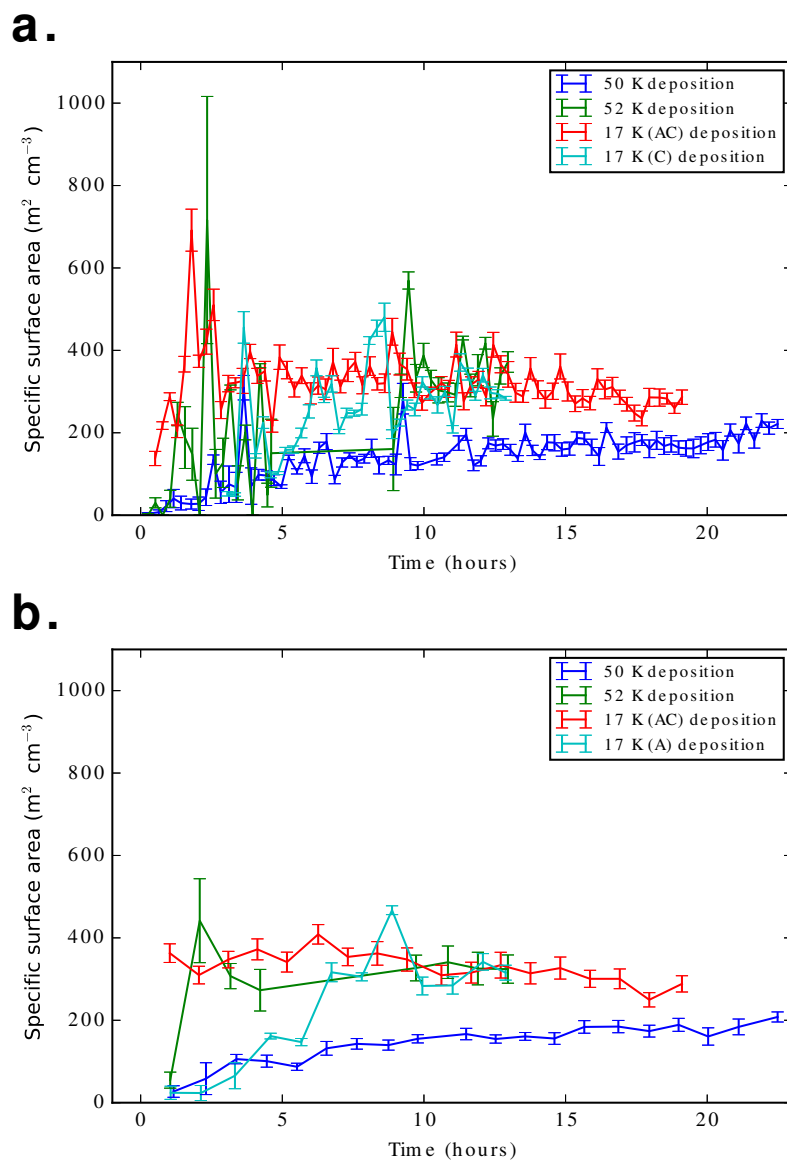 a.
Specific surface area (m² cm⁻³)
1000
800
600
400
200
0
50 K deposition
52 K deposition
17 K (AC) deposition
17 K (C) deposition
0 5 10 15 20
Time (hours)
b.
Specific surface area (m² cm⁻³)
1000
800
600
400
200
0
50 K deposition
52 K deposition
17 K (AC) deposition
17 K (A) deposition
0 5 10 15 20
Time (hours)